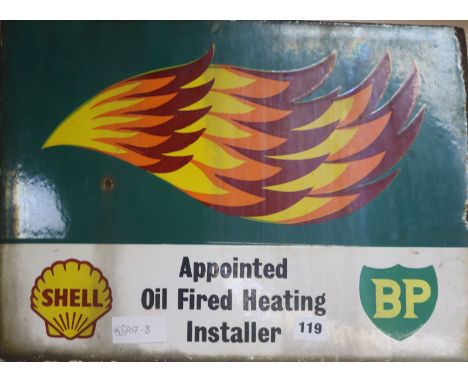 Appointed
Oil Fired Heating
Installer
SHELL
BP
119